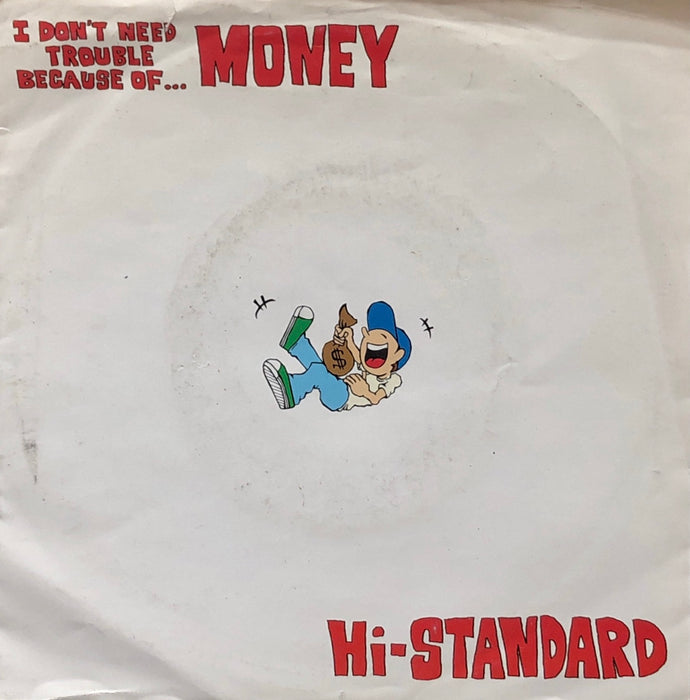 I DON'T NEED
TROUBLE
BECAUSE OF... MONEY
$
Hi-STANDARD